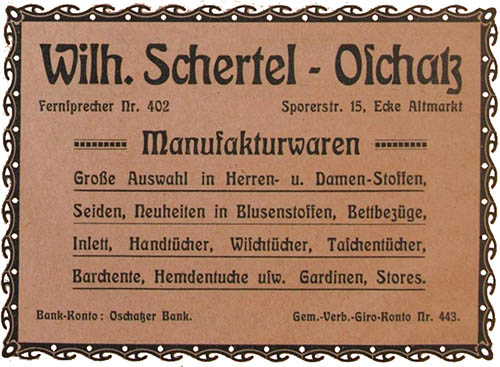 Wilh. Schertel - Oſchatz
Fernſprecher Nr. 402 Sporerstr. 15, Ecke Altmarkt
Manufakturwaren
Große Auswahl in Herren- u. Damen-Stoffen,
Seiden, Neuheiten in Bluſenstoffen, Bettbezüge,
Inlett, Handtücher, Wiſchtücher, Taſchentücher,
Barchente, Hemdentuche uſw. Gardinen, Stores.
Bank-Konto: Oschatzer Bank. Gem.-Verb.-Giro-Konto Nr. 443.